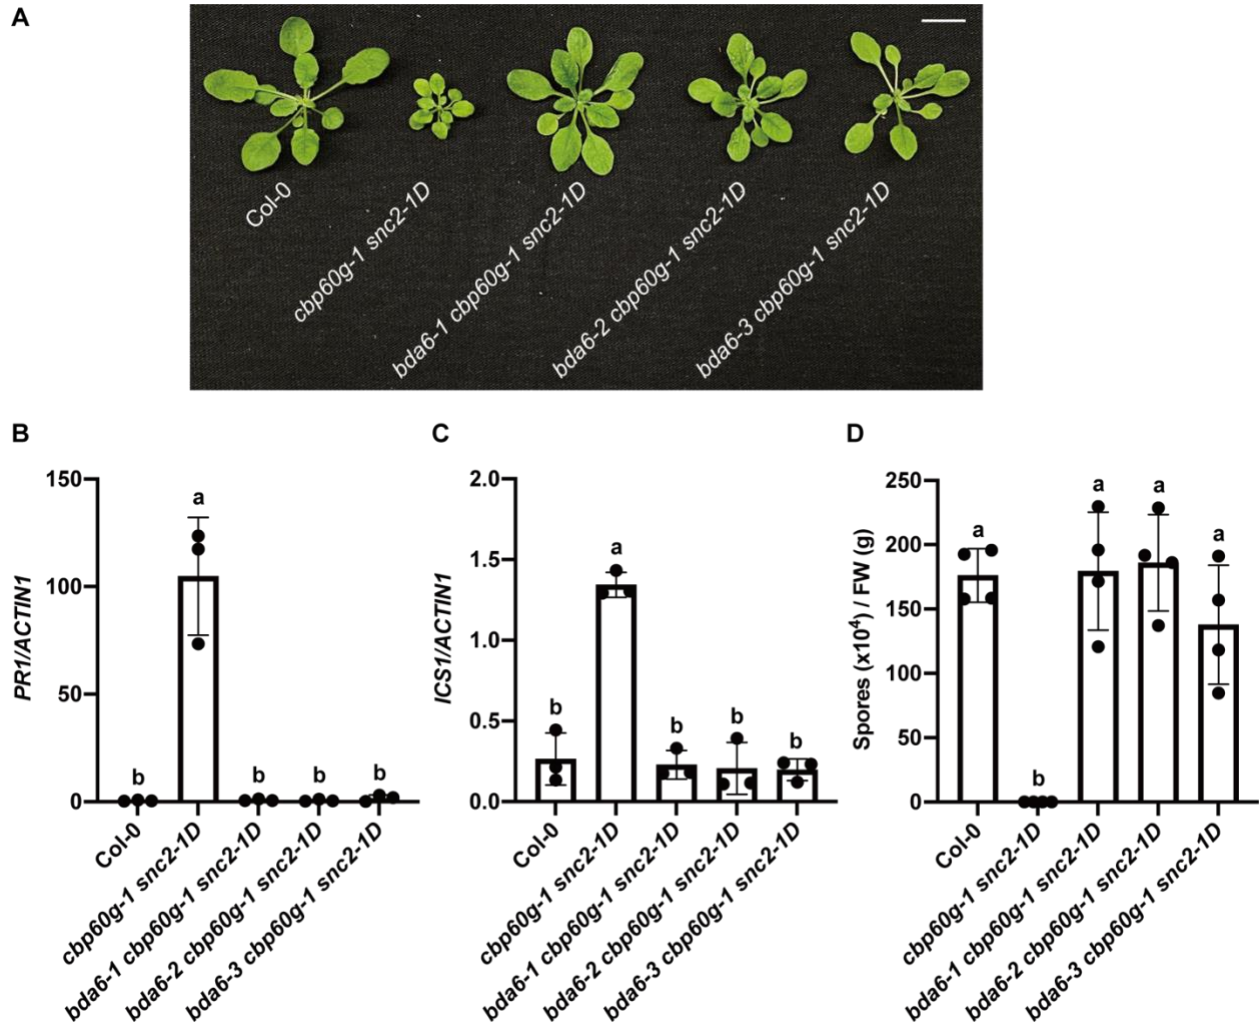 A
Col-0
cbp60g-1 snc2-1D
bda6-1 cbp60g-1 snc2-1D
bda6-2 cbp60g-1 snc2-1D
bda6-3 cbp60g-1 snc2-1D
B
PR1/ACTIN1
150
100
50
0
a
b
b
b
b
Col-0
cbp60g-1 snc2-1D
bda6-1 cbp60g-1 snc2-1D
bda6-2 cbp60g-1 snc2-1D
bda6-3 cbp60g-1 snc2-1D
C
ICS1/ACTIN1
2.0
1.5
1.0
0.5
0.0
b
a
b
b
b
Col-0
cbp60g-1 snc2-1D
bda6-1 cbp60g-1 snc2-1D
bda6-2 cbp60g-1 snc2-1D
bda6-3 cbp60g-1 snc2-1D
D
Spores (x10⁴) / FW (g)
250
200
150
100
50
0
a
b
a
a
a
Col-0
cbp60g-1 snc2-1D
bda6-1 cbp60g-1 snc2-1D
bda6-2 cbp60g-1 snc2-1D
bda6-3 cbp60g-1 snc2-1D